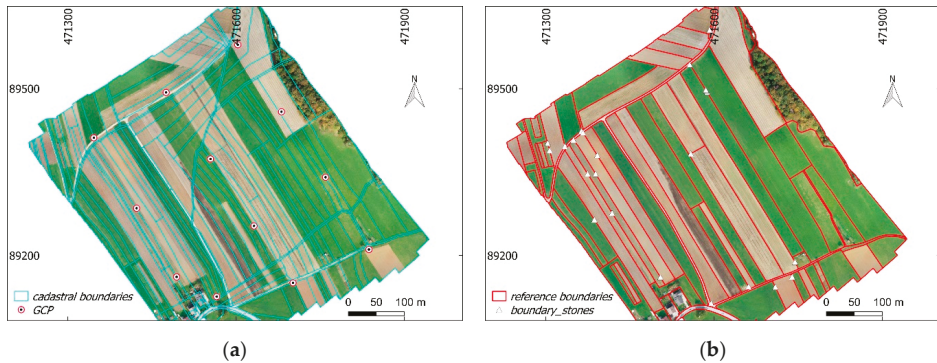 471300
471600
471900
89500
89200
N
cadastral boundaries
GCP
0 50 100 m
(a)
471300
471600
471900
89500
89200
N
reference boundaries
boundary_stones
0 50 100 m
(b)